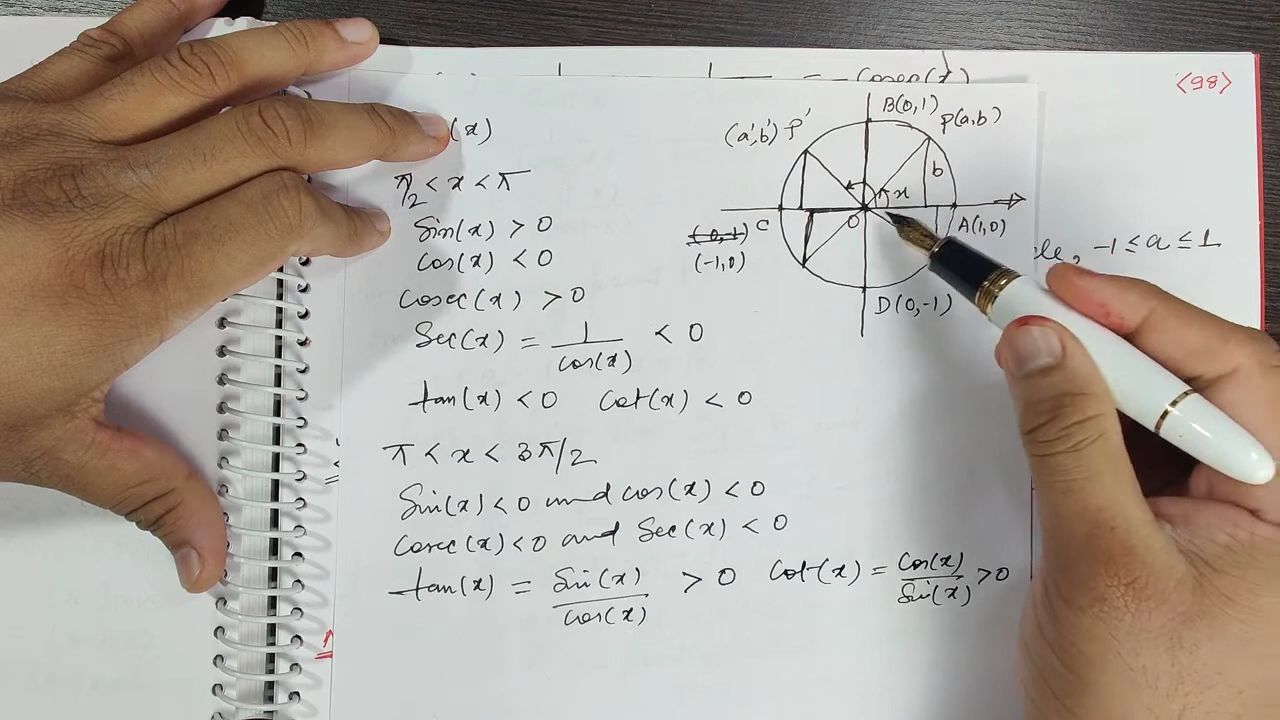 = Cosec(x)
<98>
(x)
π/2 < x < π
Sin(x) > 0
cos(x) < 0
cosec(x) > 0
Sec(x) = 1/cos(x) < 0
tan(x) < 0 cot(x) < 0
π < x < 3π/2
Sin(x) < 0 and cos(x) < 0
cosec(x) < 0 and Sec(x) < 0
tan(x) = Sin(x)/cos(x) > 0 cot(x) = cos(x)/Sin(x) > 0
B(0,1)
P(a,b)
(a',b') P'
b
x
C
O
A(1,0)
(0,-1)
(-1,0)
D(0,-1)
, -1 ≤ a ≤ 1